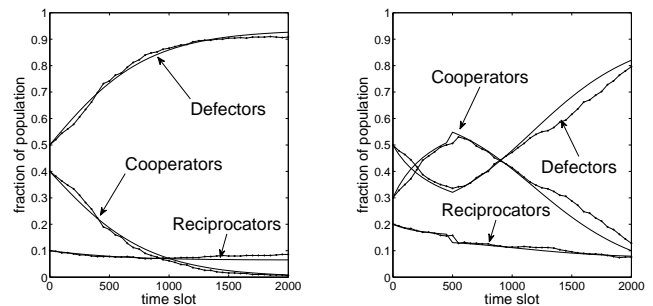 1
0.9
0.8
0.7
0.6
0.5
0.4
0.3
0.2
0.1
0
fraction of population
Defectors
Cooperators
Reciprocators
0 500 1000 1500 2000
time slot
1
0.9
0.8
0.7
0.6
0.5
0.4
0.3
0.2
0.1
0
fraction of population
Cooperators
Defectors
Reciprocators
0 500 1000 1500 2000
time slot